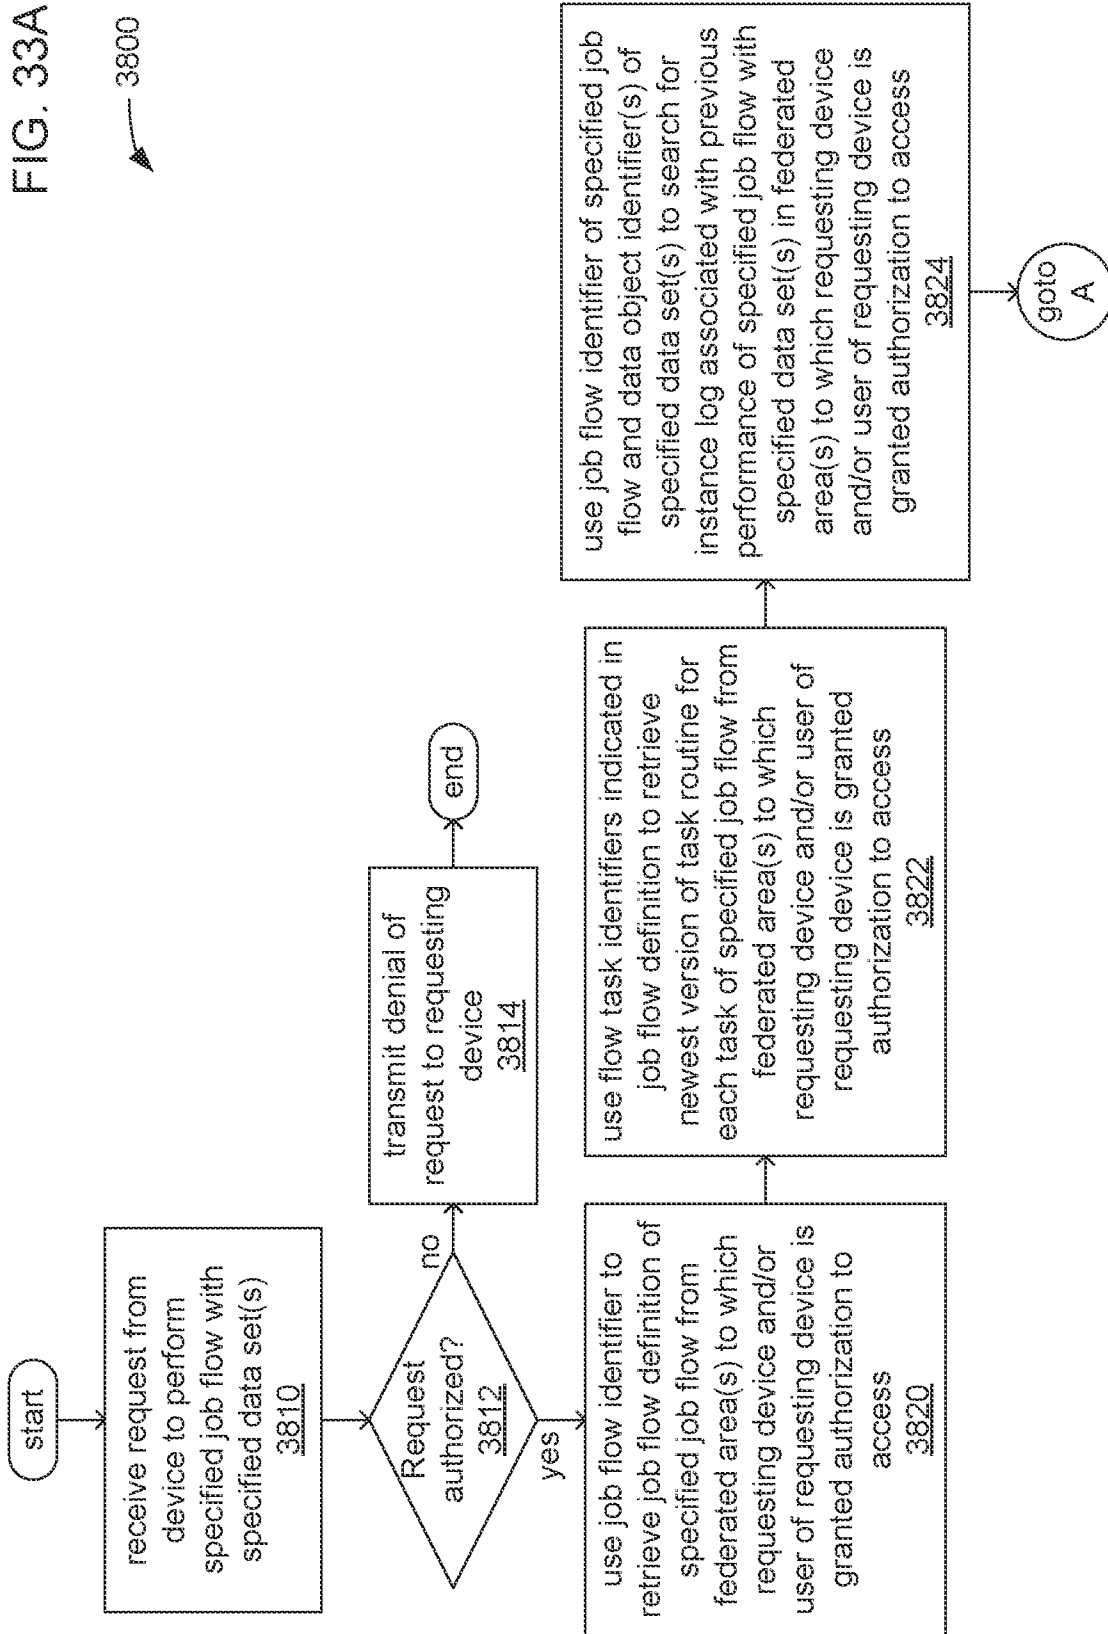 FIG. 33A
3800
start
receive request from
device to perform
specified job flow with
specified data set(s)
3810
Request
authorized?
3812
no
yes
transmit denial of
request to requesting
device
3814
end
use job flow identifier to
retrieve job flow definition of
specified job flow from
federated area(s) to which
requesting device and/or
user of requesting device is
granted authorization to
access
3820
use flow task identifiers indicated in
job flow definition to retrieve
newest version of task routine for
each task of specified job flow from
federated area(s) to which
requesting device and/or user of
requesting device is granted
authorization to access
3822
use job flow identifier of specified job
flow and data object identifier(s) of
specified data set(s) to search for
instance log associated with previous
performance of specified job flow with
specified data set(s) in federated
area(s) to which requesting device
and/or user of requesting device is
granted authorization to access
3824
goto
A